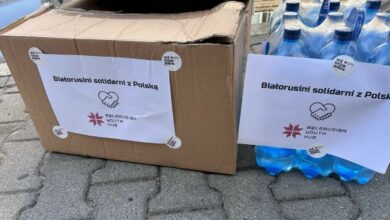 Białorusini solidarni z Polską
BELARUSIAN
YOUTH
HUB
Białorusini solidarni z Polską
BELARUSIAN
YOUTH
HUB